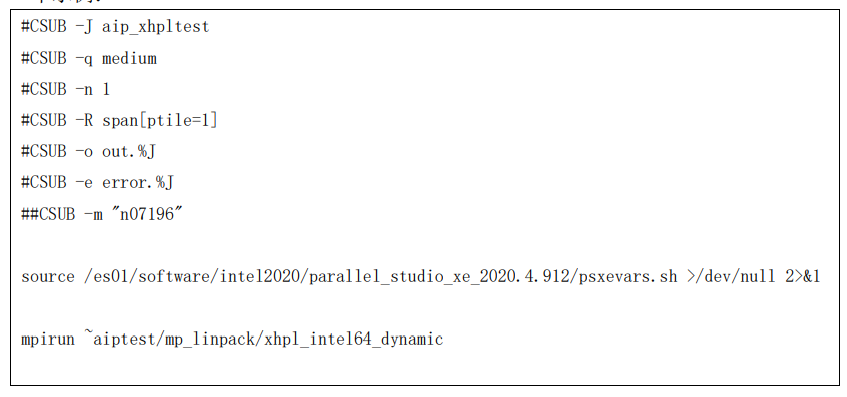 #CSUB -J aip_xhpltest
#CSUB -q medium
#CSUB -n 1
#CSUB -R span[ptile=1]
#CSUB -o out.%J
#CSUB -e error.%J
##CSUB -m "n07196"
source /es01/software/intel2020/parallel_studio_xe_2020.4.912/psxevars.sh >/dev/null 2>&1
mpirun ~aiptest/mp_linpack/xhpl_intel64_dynamic